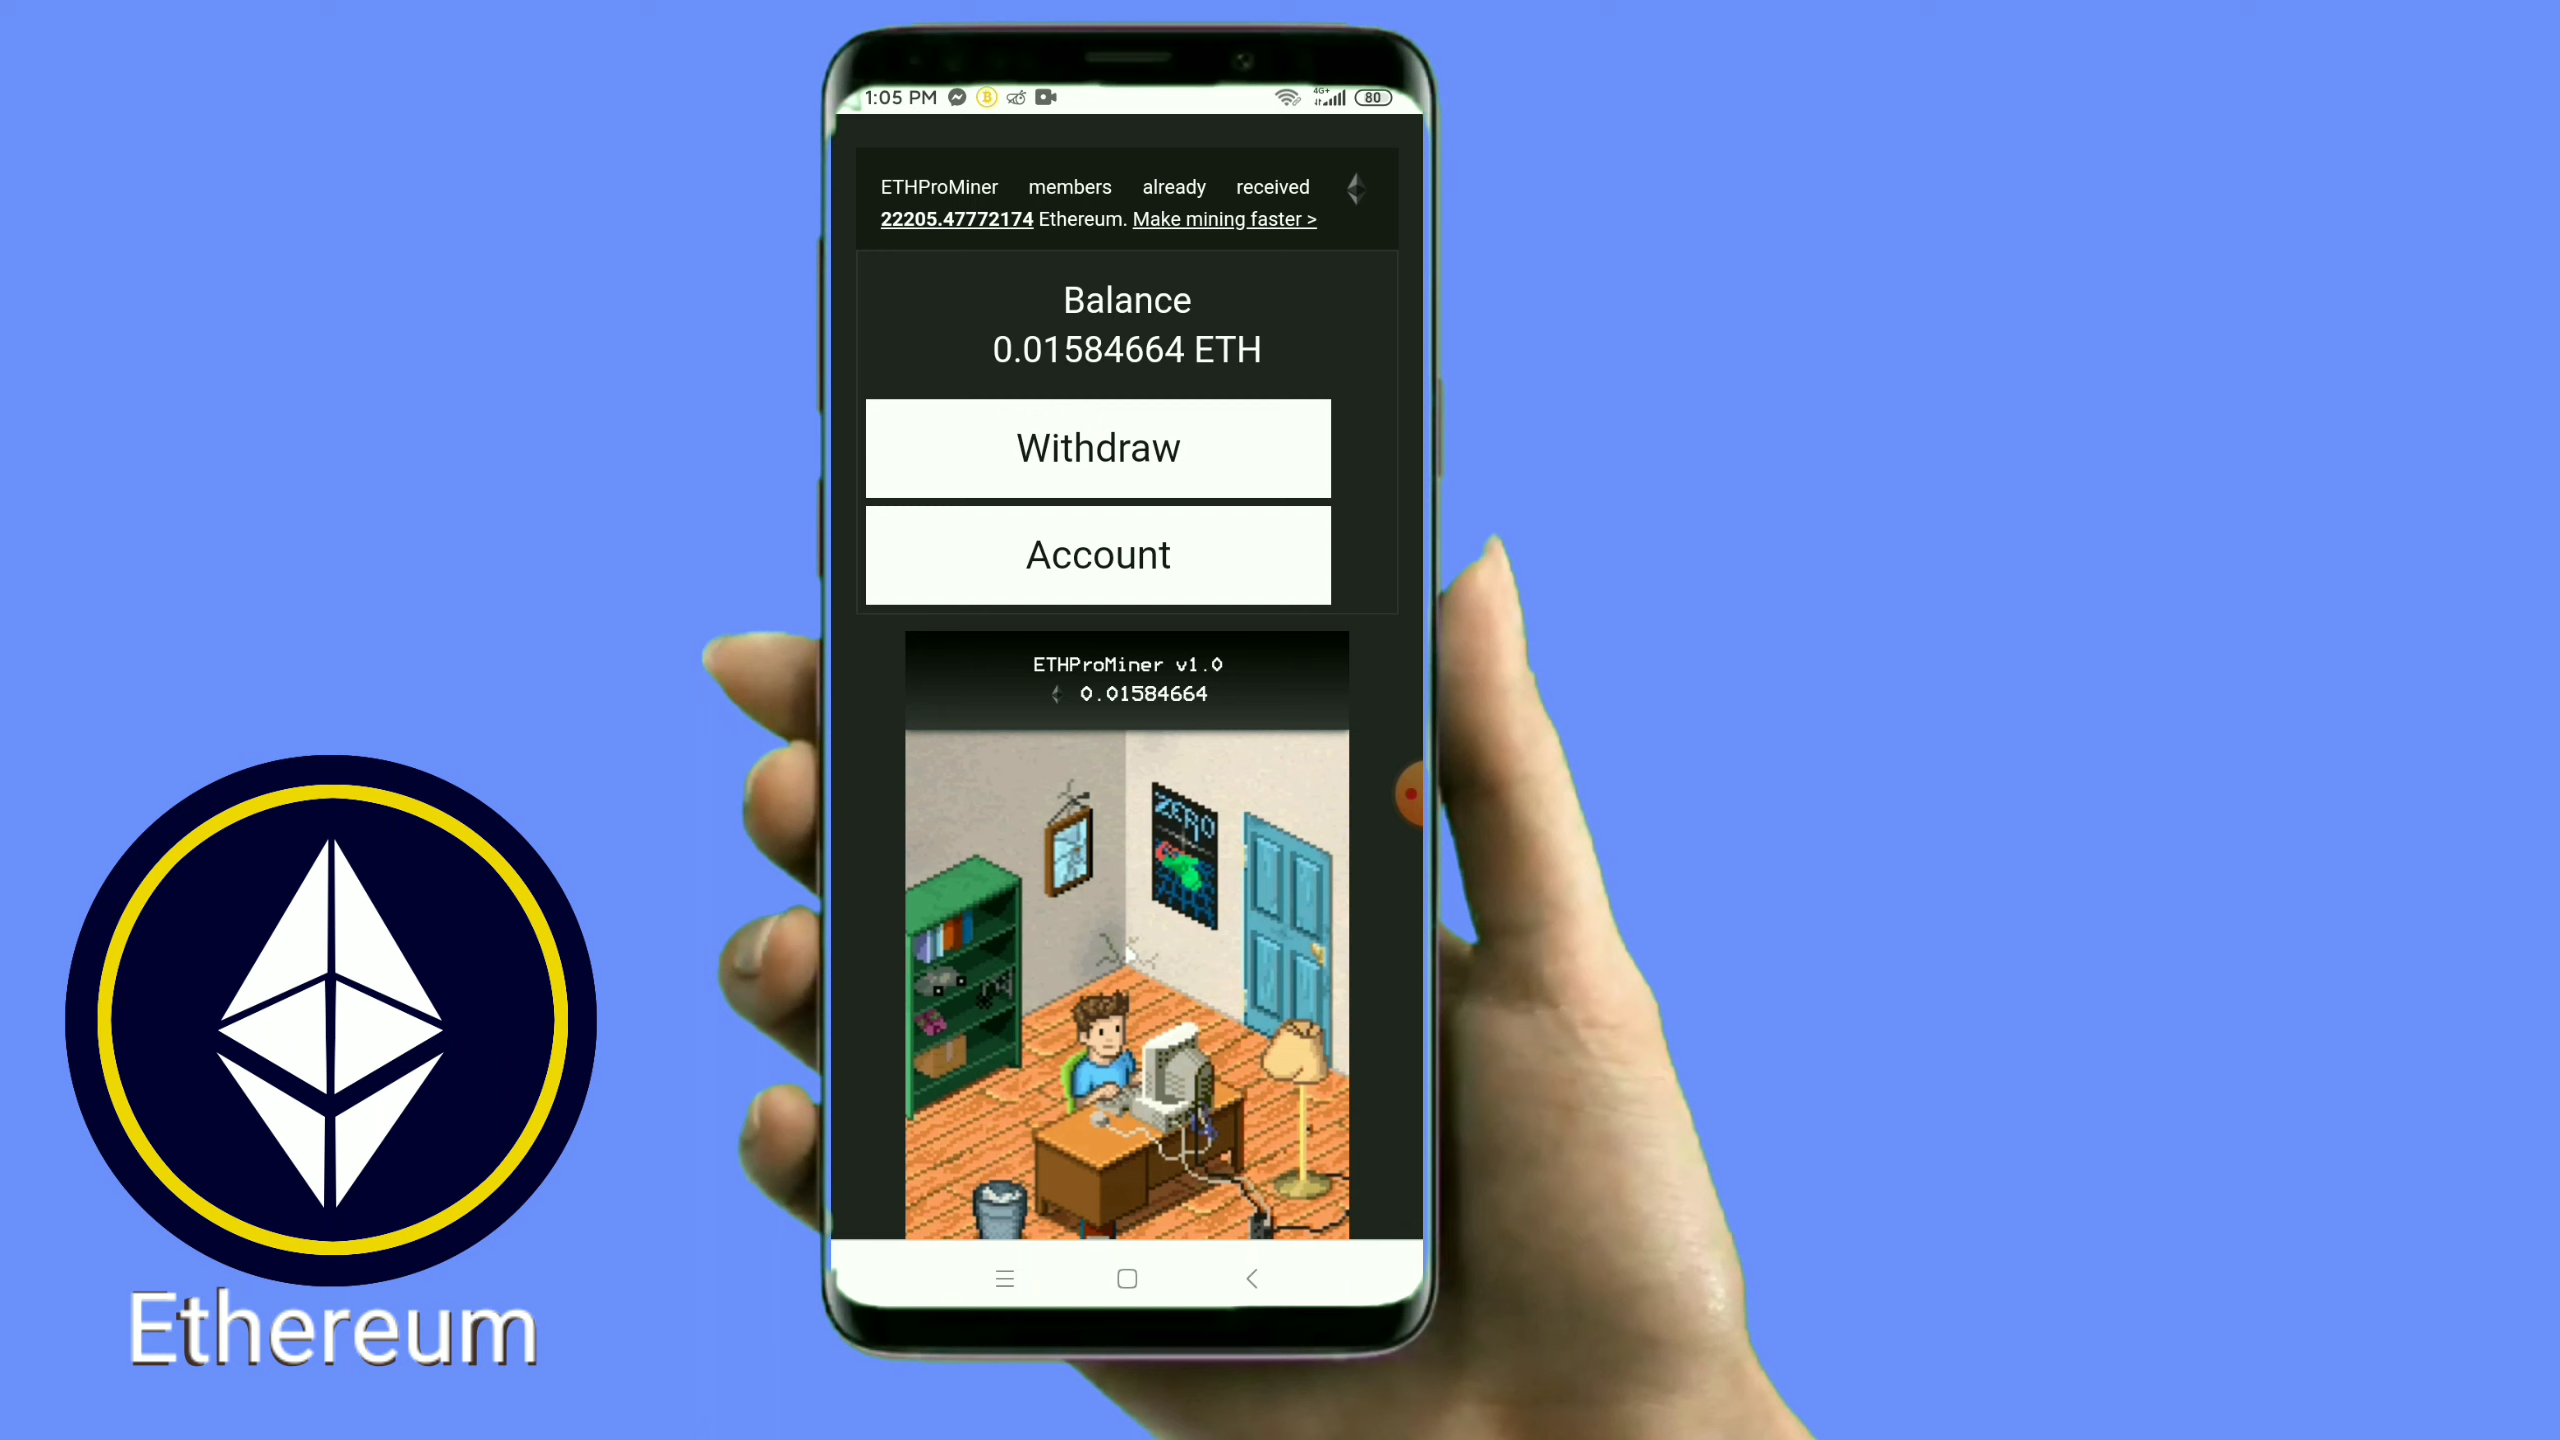 1:05 PM
4G+
80
ETHProMiner members already received
22205.47772174 Ethereum. Make mining faster >
Balance
0.01584664 ETH
Withdraw
Account
ETHProMiner v1.0
0.01584664
ZERO
Ethereum